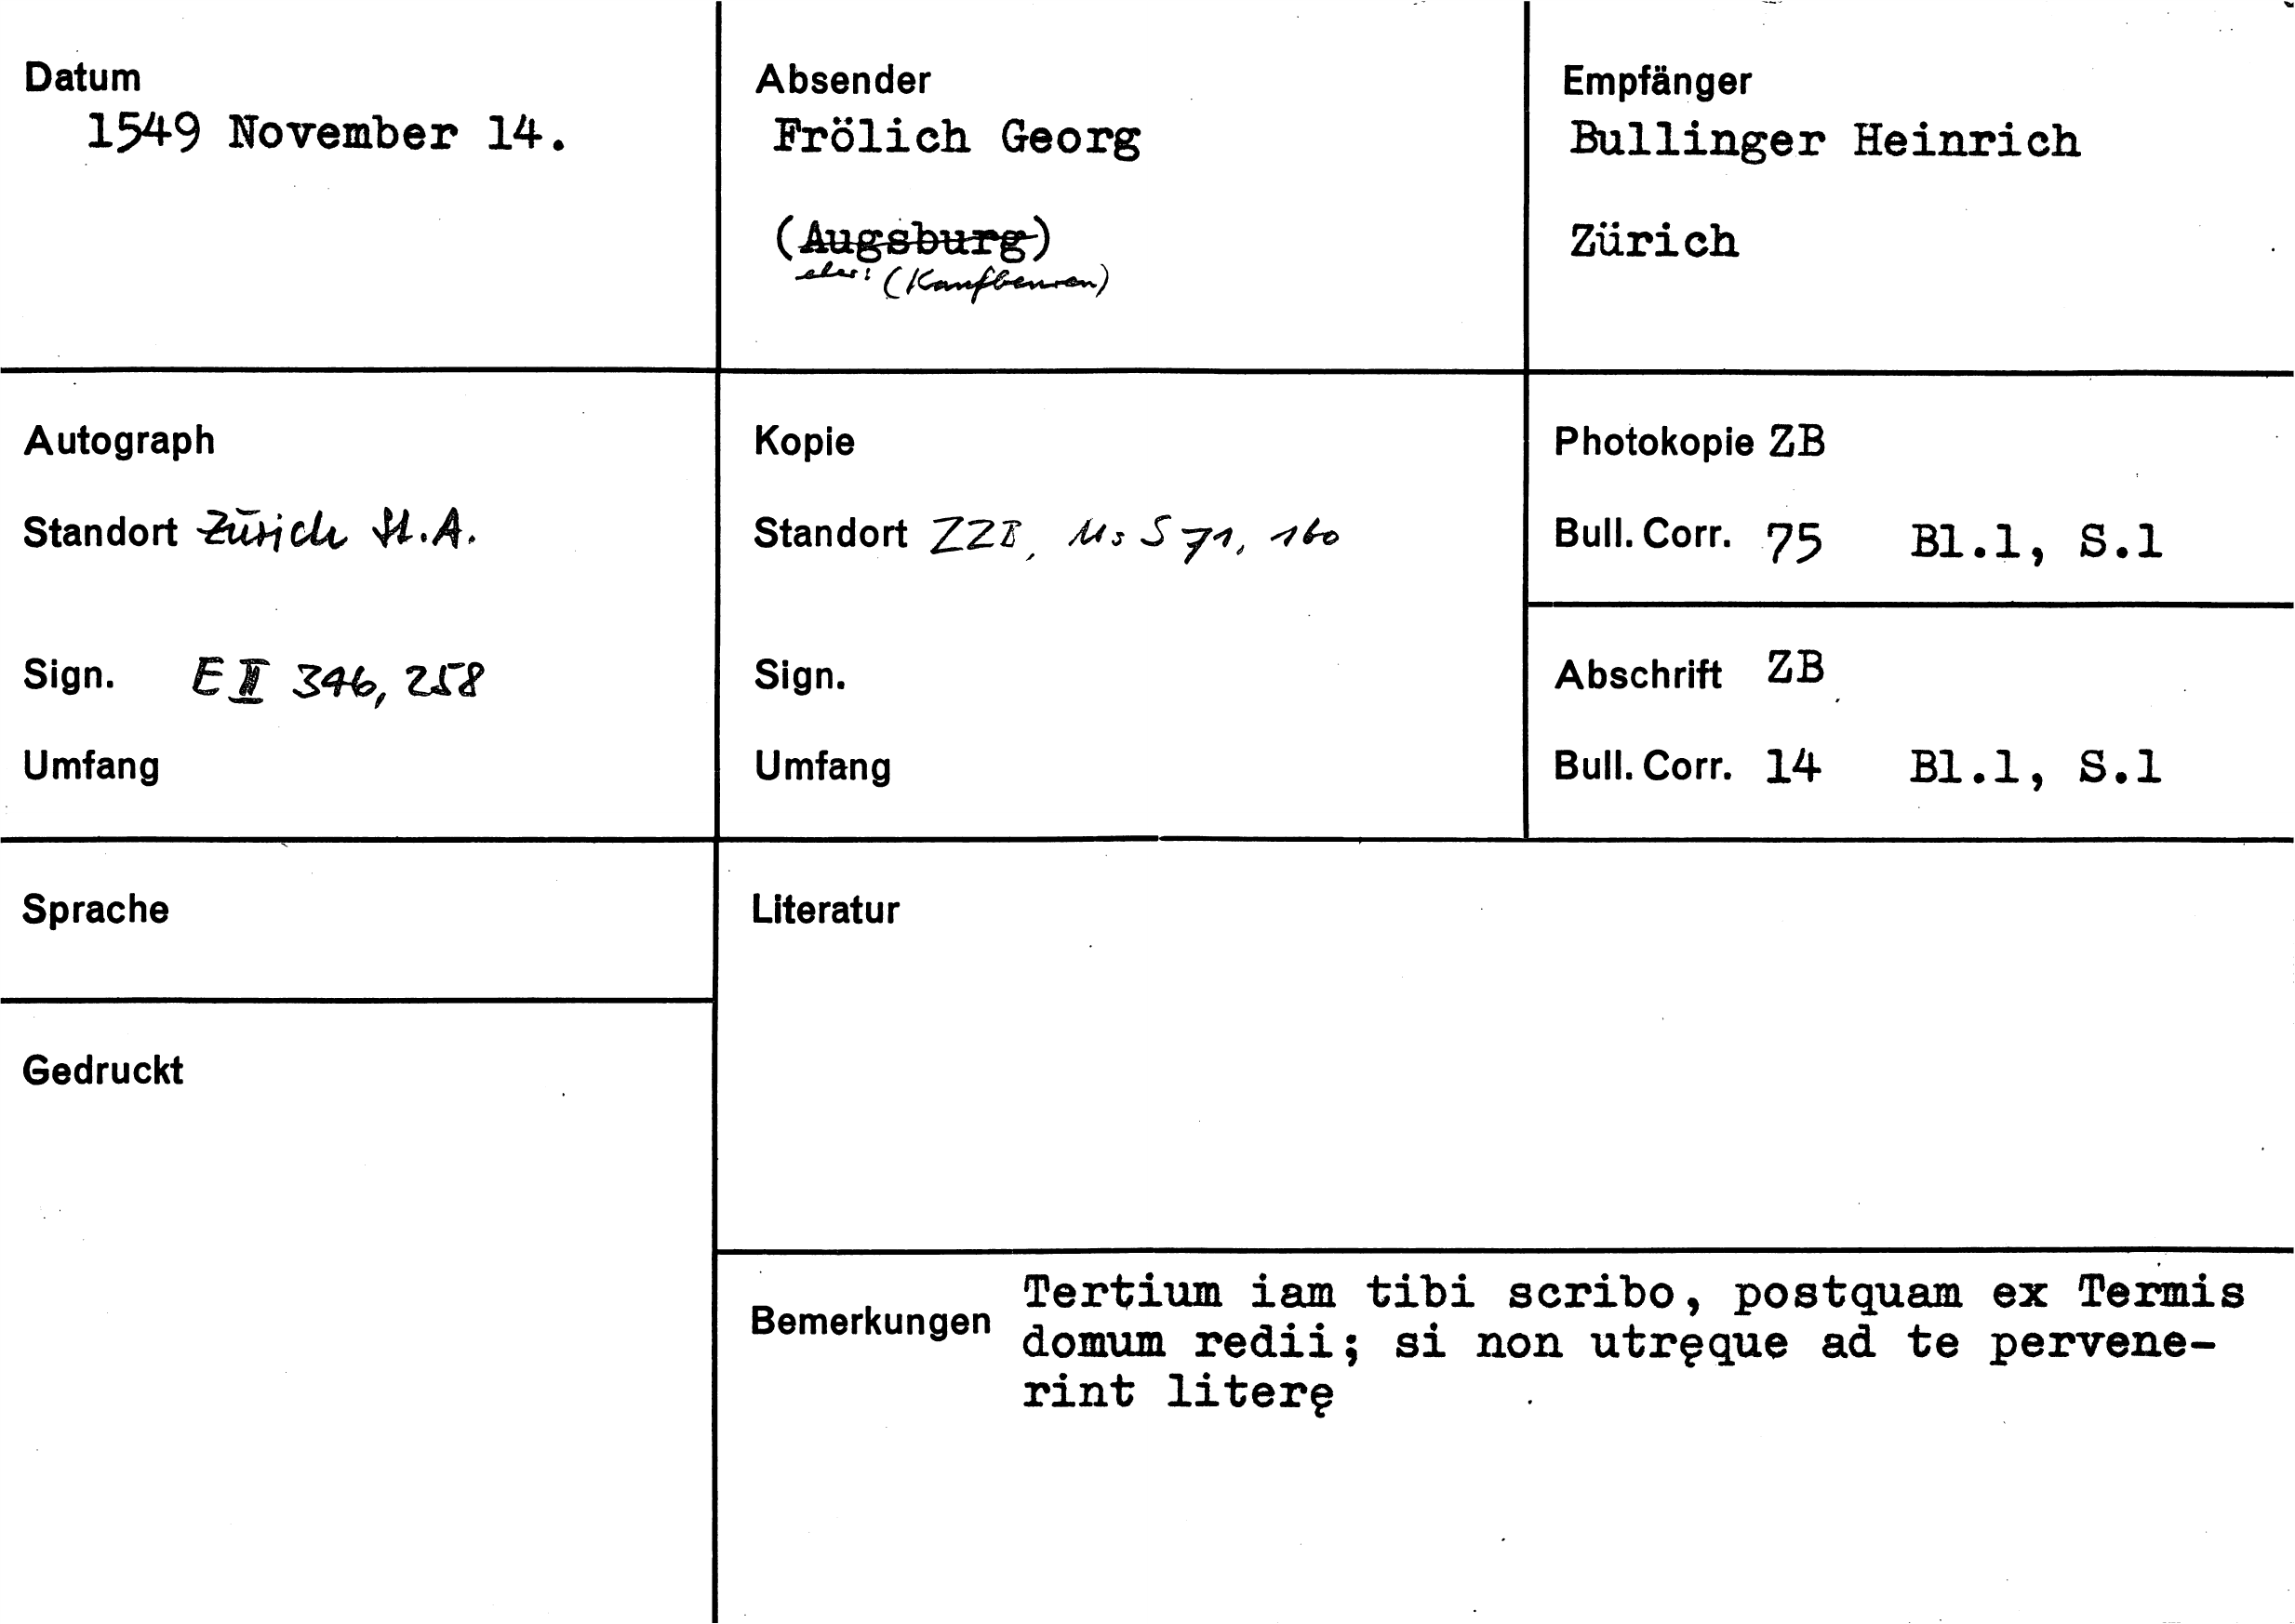 Datum
1549 November 14.
Absender
Frölich Georg
(Augsburg)
eher: (Kaufbeuren)
Empfänger
Bullinger Heinrich
Zürich
Autograph
Standort Zürich St.A.
Sign. E II 346, 258
Umfang
Kopie
Standort ZZB, Ms S 71, 160
Sign.
Umfang
Photokopie ZB
Bull. Corr. 75 Bl.1, S.1
Abschrift ZB
Bull. Corr. 14 Bl.1, S.1
Sprache
Gedruckt
Literatur
Bemerkungen
Tertium iam tibi scribo, postquam ex Termis
domum redii; si non utręque ad te pervene-
rint literę